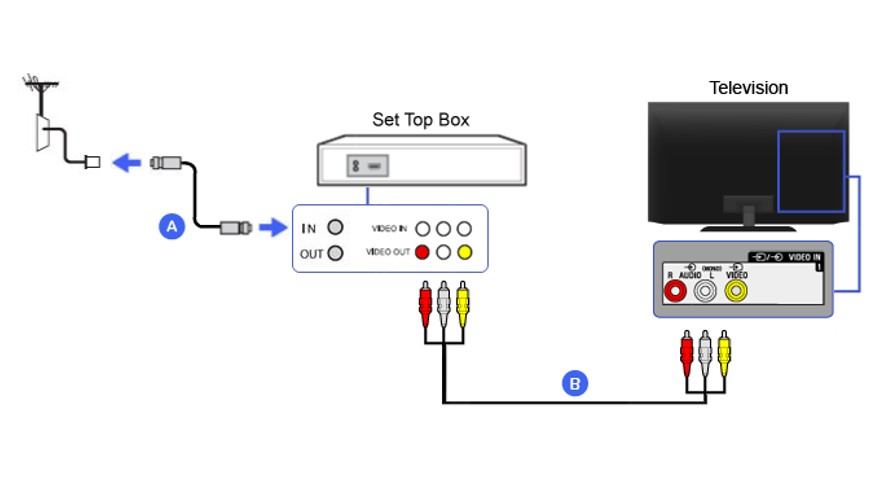 Television
Set Top Box
A
IN
VIDEO IN
OUT
VIDEO OUT
VIDEO IN
1
(MONO)
R AUDIO L VIDEO
B